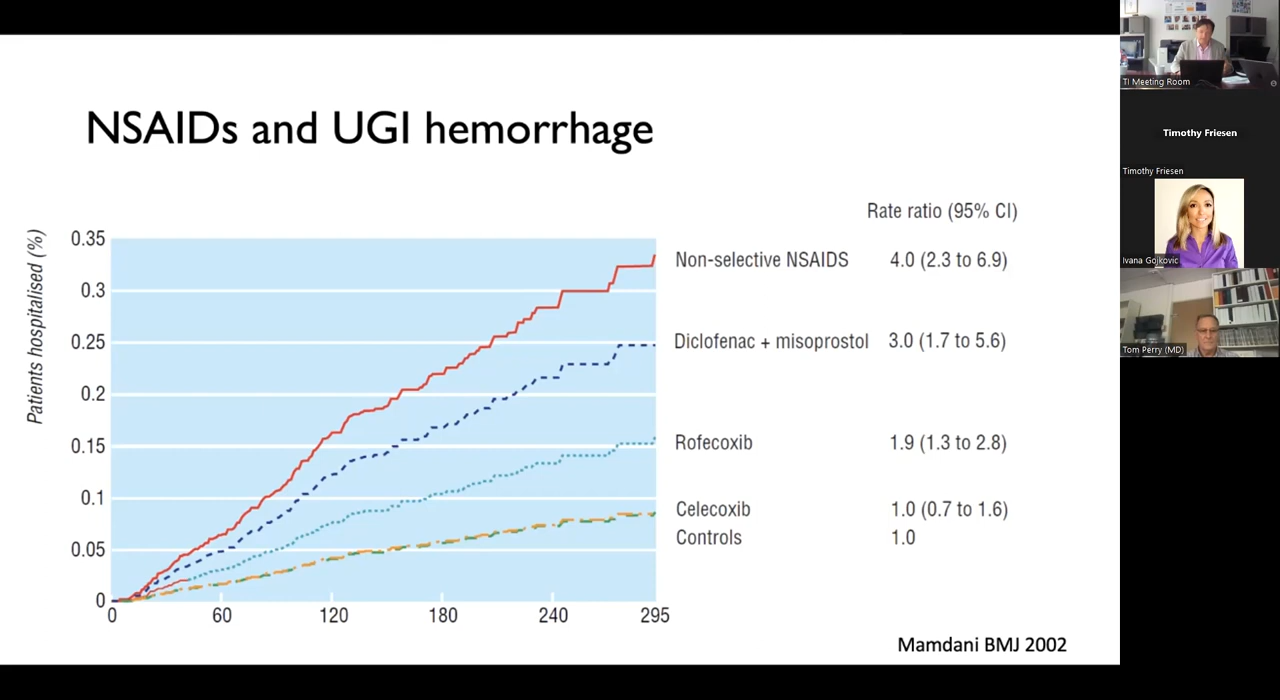 NSAIDs and UGI hemorrhage
Rate ratio (95% CI)
Patients hospitalised (%)
0.35
0.3
0.25
0.2
0.15
0.1
0.05
0
0 60 120 180 240 295
Non-selective NSAIDS 4.0 (2.3 to 6.9)
Diclofenac + misoprostol 3.0 (1.7 to 5.6)
Rofecoxib 1.9 (1.3 to 2.8)
Celecoxib 1.0 (0.7 to 1.6)
Controls 1.0
Mamdani BMJ 2002
TI Meeting Room
Timothy Friesen
Timothy Friesen
Ivana Gojkovic
Tom Perry (MD)